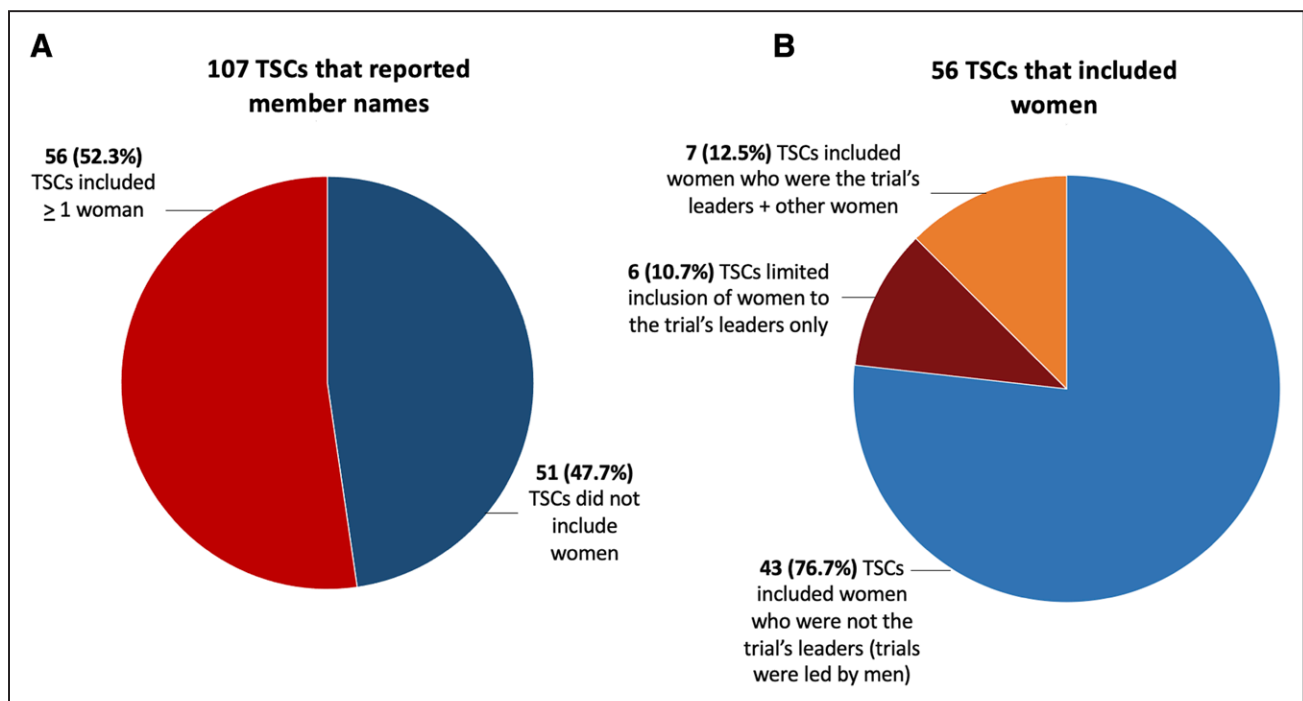 A
107 TSCs that reported
member names
56 (52.3%)
TSCs included
≥ 1 woman
51 (47.7%)
TSCs did not
include
women
B
56 TSCs that included
women
7 (12.5%) TSCs included
women who were the trial’s
leaders + other women
6 (10.7%) TSCs limited
inclusion of women to
the trial’s leaders only
43 (76.7%) TSCs
included women
who were not the
trial’s leaders (trials
were led by men)